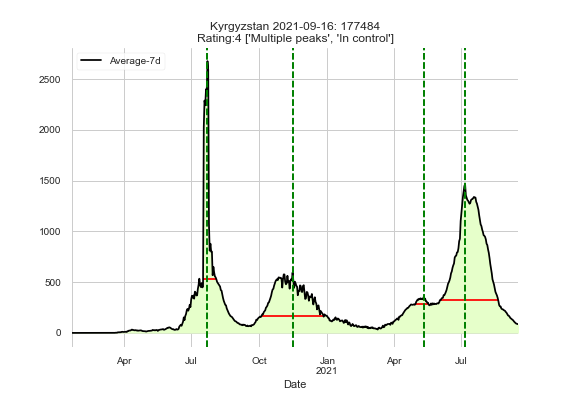 Kyrgyzstan 2021-09-16: 177484
Rating:4 ['Multiple peaks', 'In control']
Average-7d
2500
2000
1500
1000
500
0
Apr Jul Oct Jan Apr Jul
2021
Date